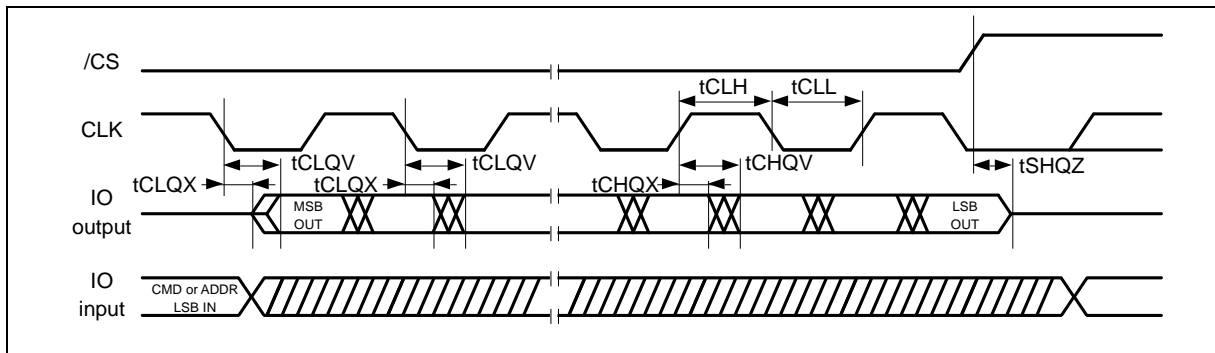 /CS
tCLH
tCLL
CLK
tCLQV
tCLQV
tCHQV
tSHQZ
tCLQX
tCLQX
tCHQX
IO
output
MSB
OUT
LSB
OUT
IO
input
CMD or ADDR
LSB IN